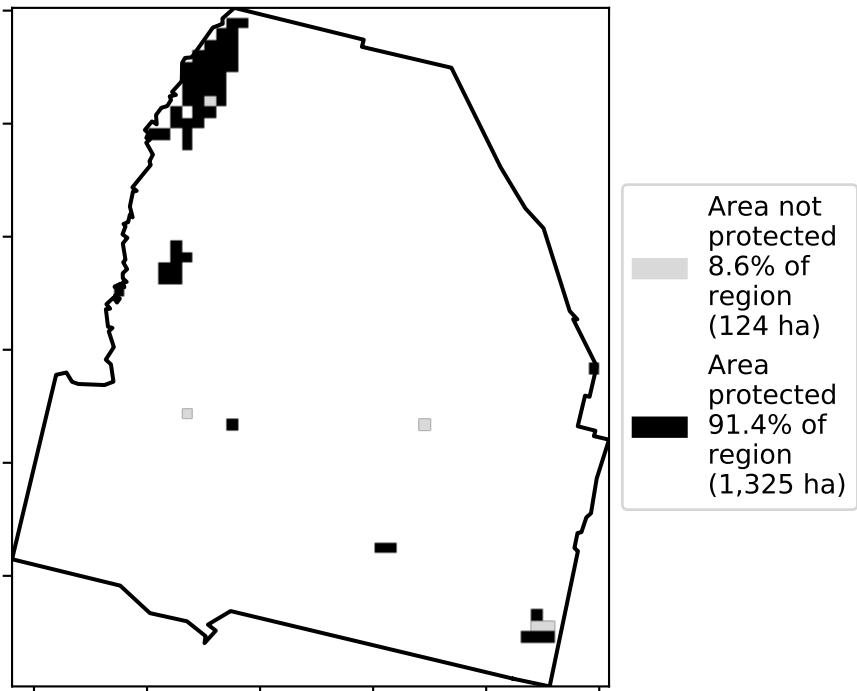 Area not
protected
8.6% of
region
(124 ha)
Area
protected
91.4% of
region
(1,325 ha)